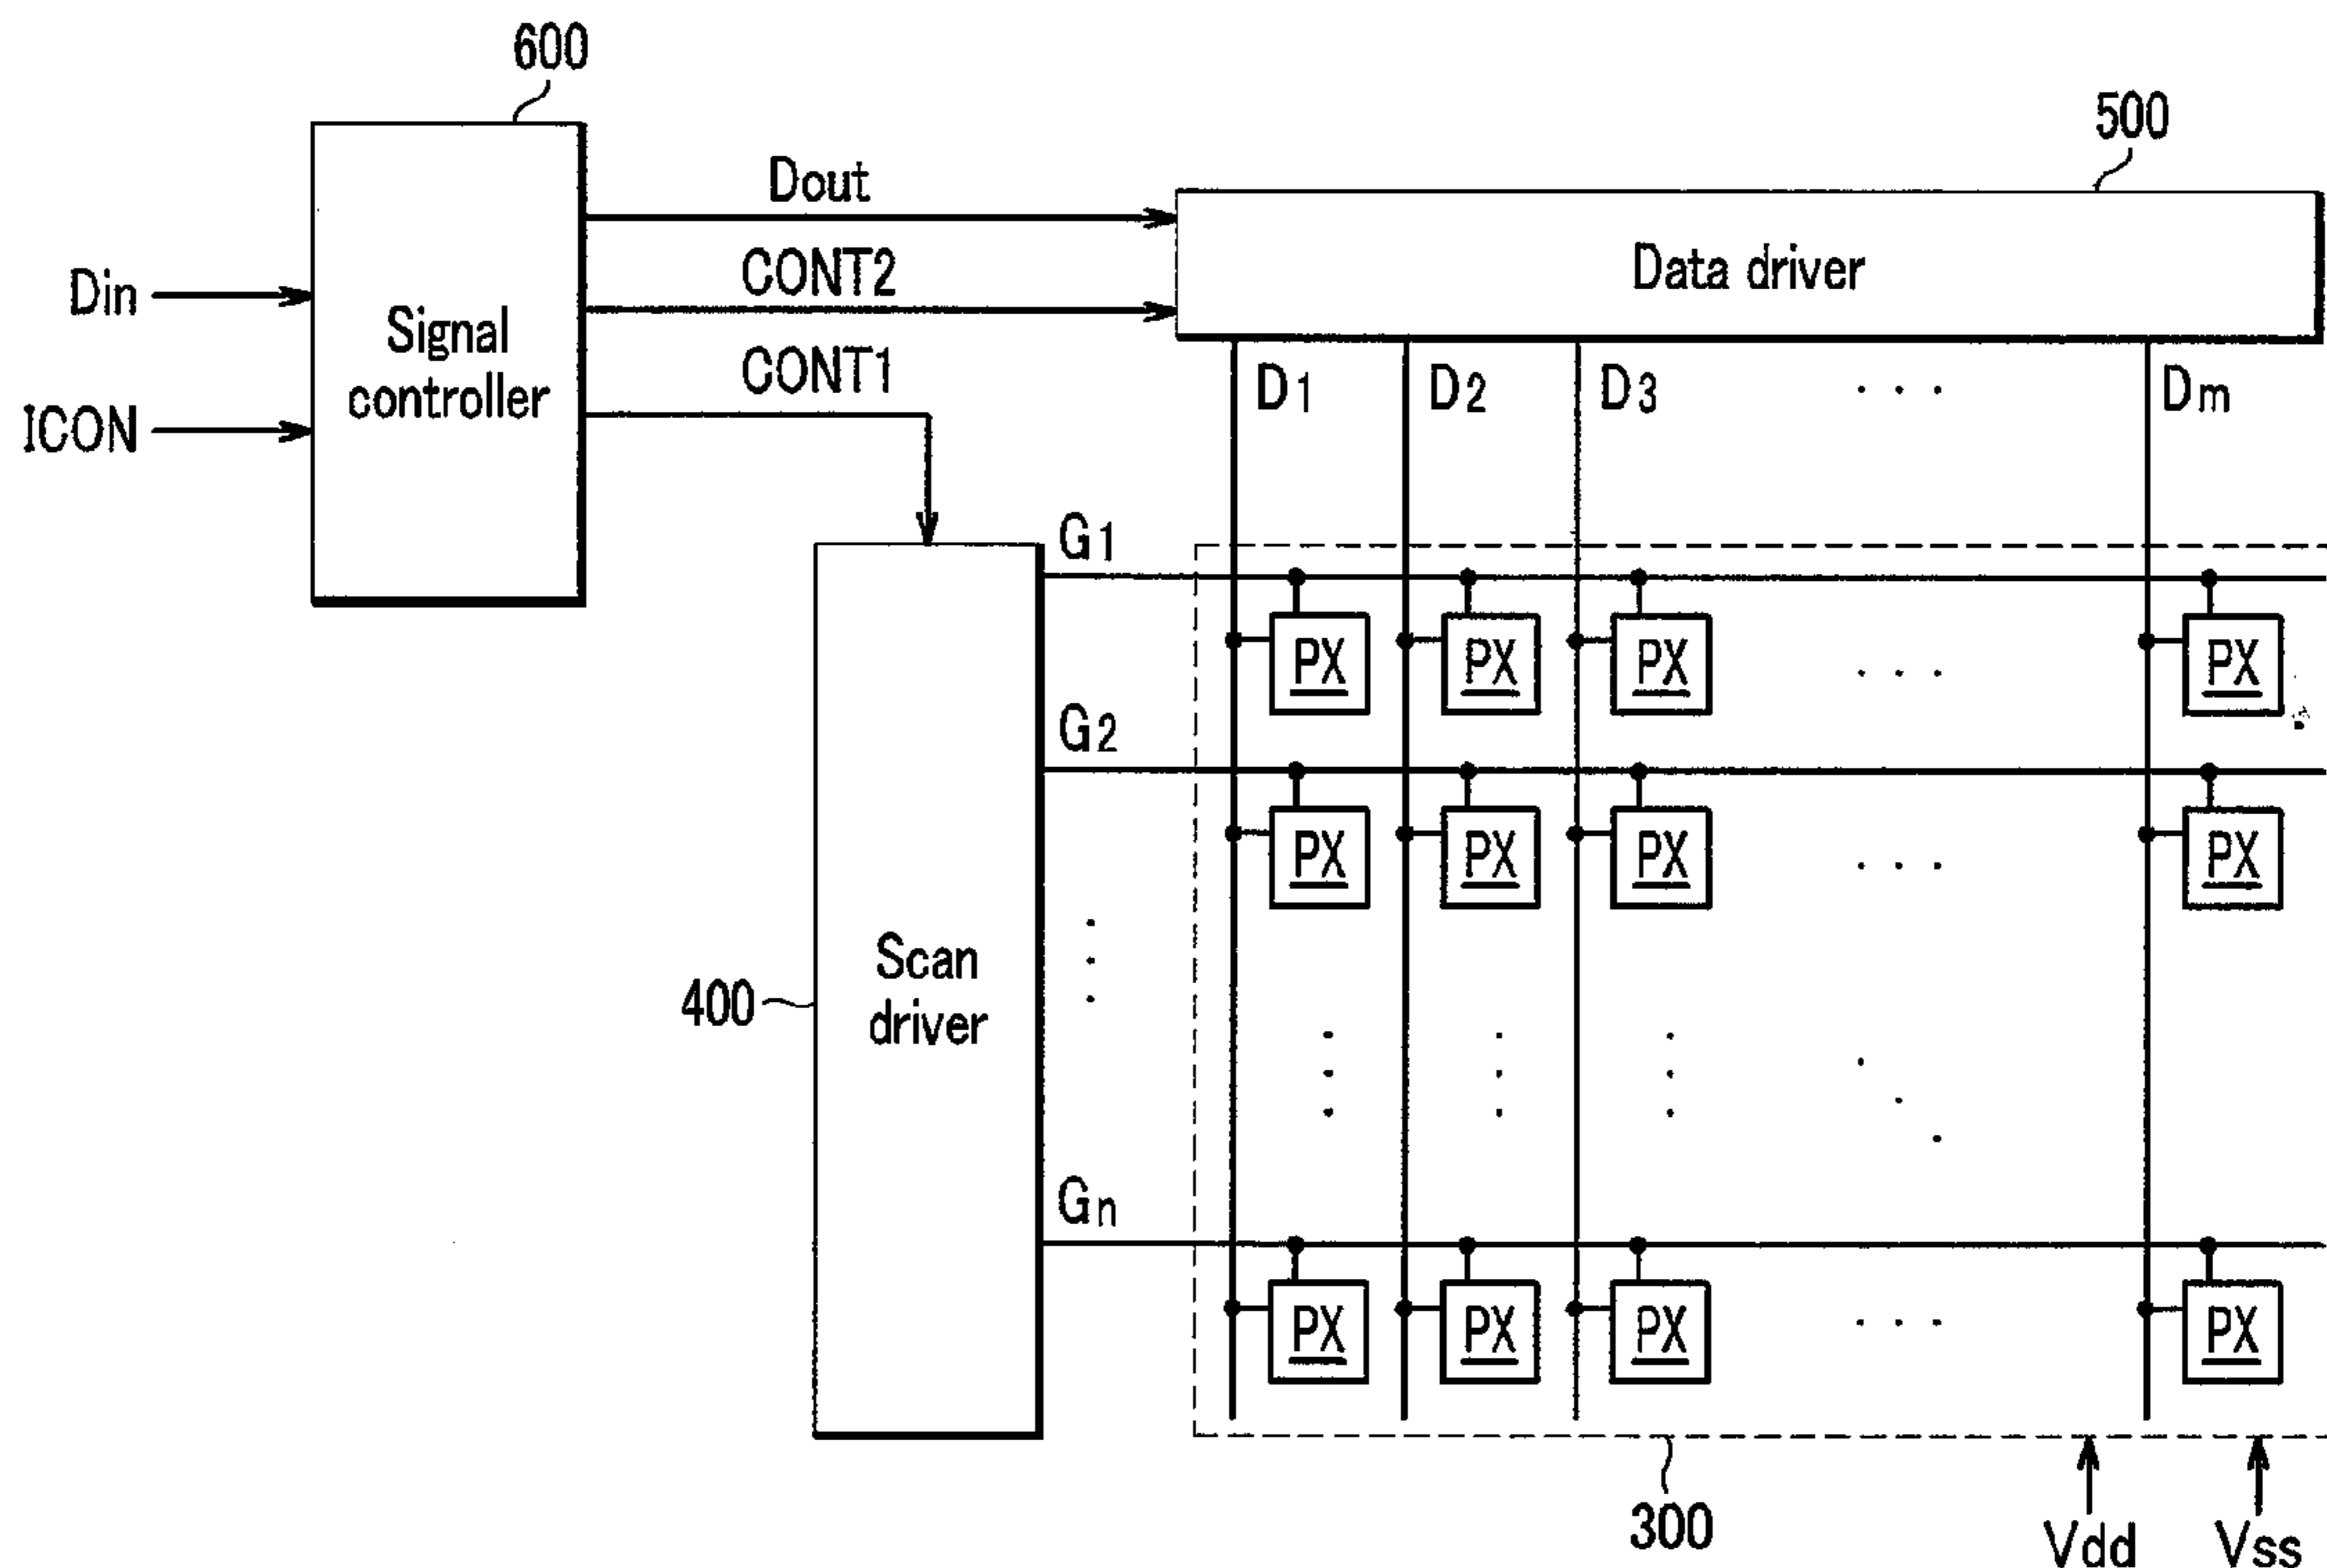 600
500
Dout
Data driver
Din
CONT2
Signal
controller
CONT1
ICON
D1 D2 D3 . . . Dm
G1
PX PX PX . . . PX
G2
PX PX PX . . . PX
Scan
driver
400
Gn
PX PX PX . . . PX
300
Vdd Vss